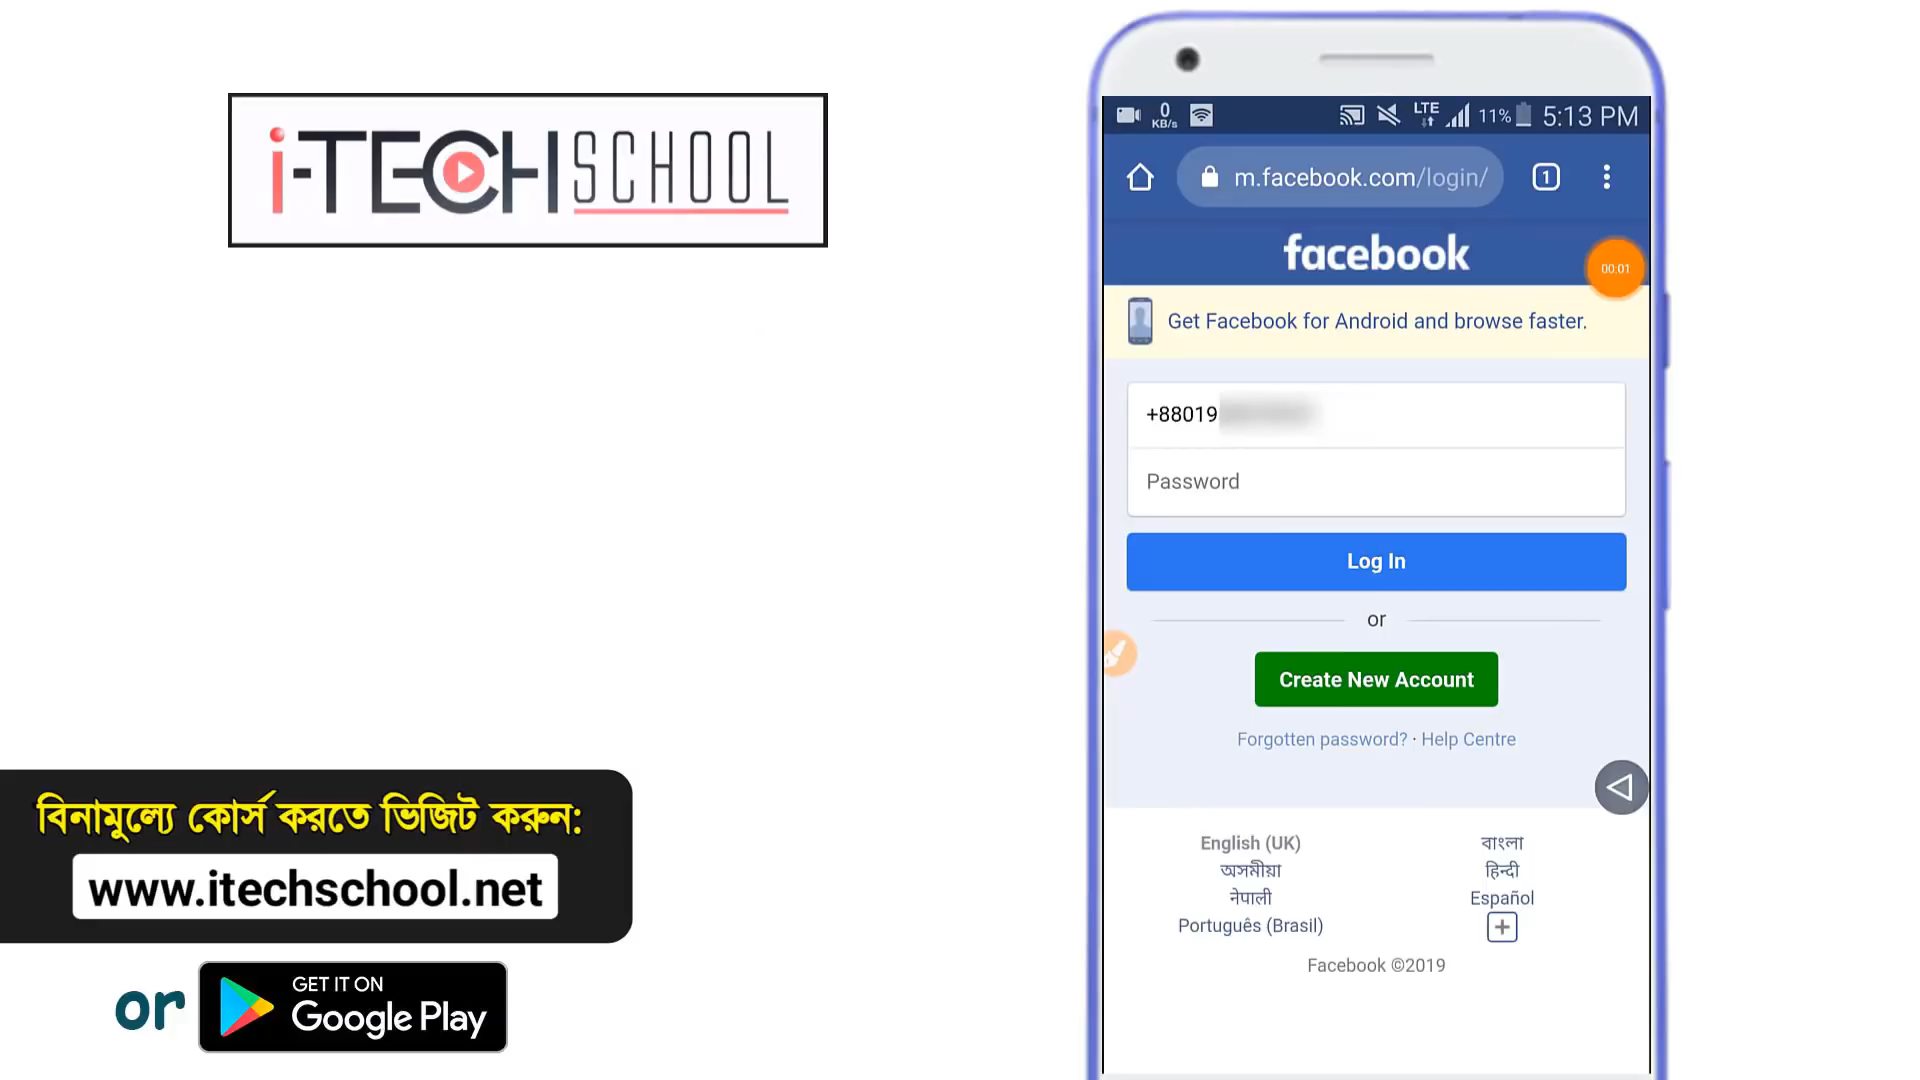 i-TECH SCHOOL
0
KB/s
LTE
11%
5:13 PM
m.facebook.com/login/
1
facebook
00:01
Get Facebook for Android and browse faster.
+88019
Password
Log In
or
Create New Account
Forgotten password? · Help Centre
English (UK)
বাংলা
অসমীয়া
हिन्दी
नेपाली
Español
Português (Brasil)
Facebook ©2019
বিনামুল্যে কোর্স করতে ভিজিট করুন:
www.itechschool.net
or
GET IT ON
Google Play